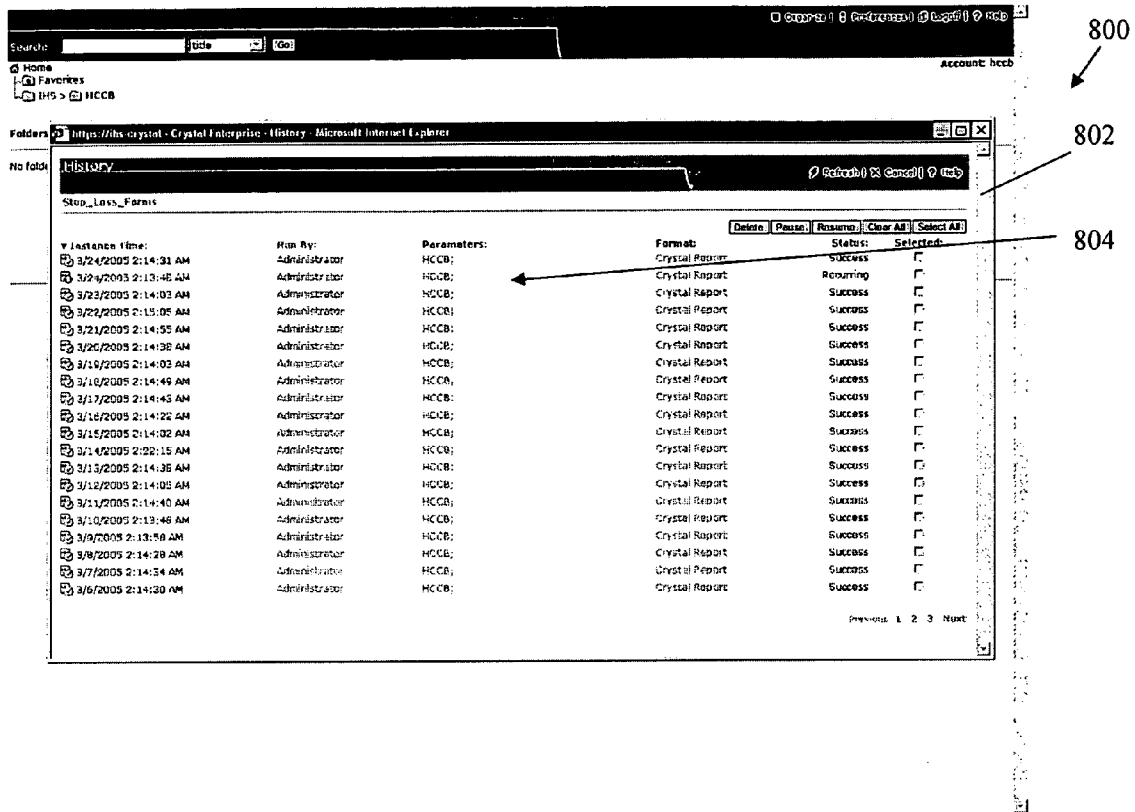 Organize | Preferences | Logoff | ? Help
800
Search: title Go
Home
Account: hccb
Favorites
IHS > HCCB
802
Folders https://ihs-crystal - Crystal Enterprise - History - Microsoft Internet Explorer
No folde
History
Refresh | Cancel | ? Help
Stop_Loss_Forms
Delete Pause Resume Clear All Select All
804
Instance Time: Run By: Parameters: Format: Status: Selected:
3/24/2005 2:14:31 AM Administrator HCCB; Crystal Report Success
3/24/2005 2:13:48 AM Administrator HCCB; Crystal Report Recurring
3/23/2005 2:14:03 AM Administrator HCCB; Crystal Report Success
3/22/2005 2:15:05 AM Administrator HCCB; Crystal Report Success
3/21/2005 2:14:55 AM Administrator HCCB; Crystal Report Success
3/20/2005 2:14:38 AM Administrator HCCB; Crystal Report Success
3/19/2005 2:14:03 AM Administrator HCCB; Crystal Report Success
3/18/2005 2:14:49 AM Administrator HCCB; Crystal Report Success
3/17/2005 2:14:43 AM Administrator HCCB; Crystal Report Success
3/16/2005 2:14:22 AM Administrator HCCB; Crystal Report Success
3/15/2005 2:14:02 AM Administrator HCCB; Crystal Report Success
3/14/2005 2:22:15 AM Administrator HCCB; Crystal Report Success
3/13/2005 2:14:38 AM Administrator HCCB; Crystal Report Success
3/12/2005 2:14:05 AM Administrator HCCB; Crystal Report Success
3/11/2005 2:14:40 AM Administrator HCCB; Crystal Report Success
3/10/2005 2:13:46 AM Administrator HCCB; Crystal Report Success
3/9/2005 2:13:58 AM Administrator HCCB; Crystal Report Success
3/8/2005 2:14:28 AM Administrator HCCB; Crystal Report Success
3/7/2005 2:14:34 AM Administrator HCCB; Crystal Report Success
3/6/2005 2:14:30 AM Administrator HCCB; Crystal Report Success
Previous 1 2 3 Next